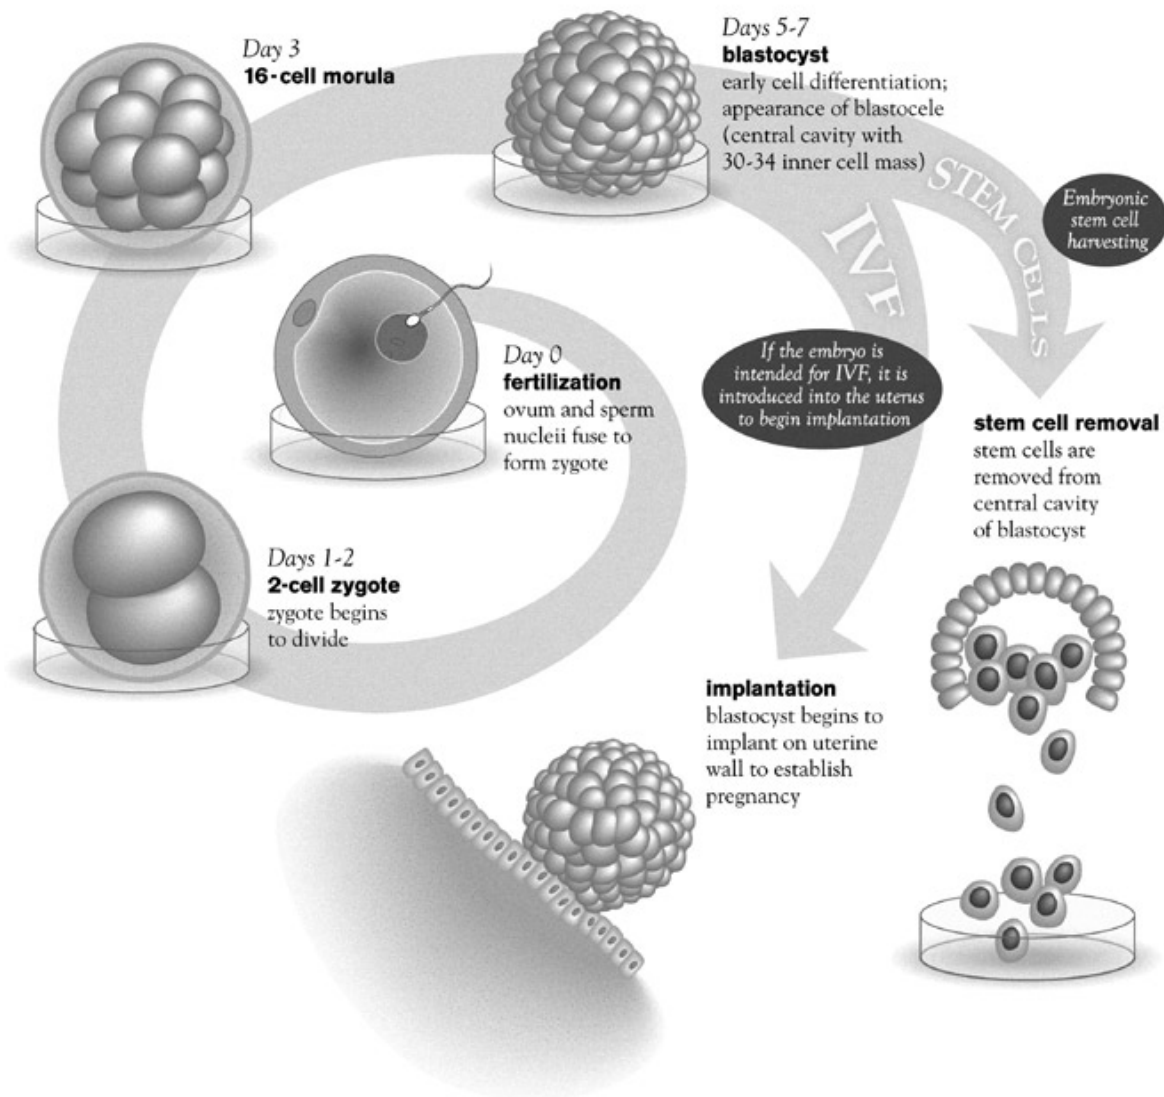 Day 3
16-cell morula
Days 5-7
blastocyst
early cell differentiation;
appearance of blastocele
(central cavity with
30-34 inner cell mass)
STEM CELLS
IVF
Embryonic
stem cell
harvesting
Day 0
fertilization
ovum and sperm
nucleii fuse to
form zygote
If the embryo is
intended for IVF, it is
introduced into the uterus
to begin implantation
stem cell removal
stem cells are
removed from
central cavity
of blastocyst
Days 1-2
2-cell zygote
zygote begins
to divide
implantation
blastocyst begins to
implant on uterine
wall to establish
pregnancy